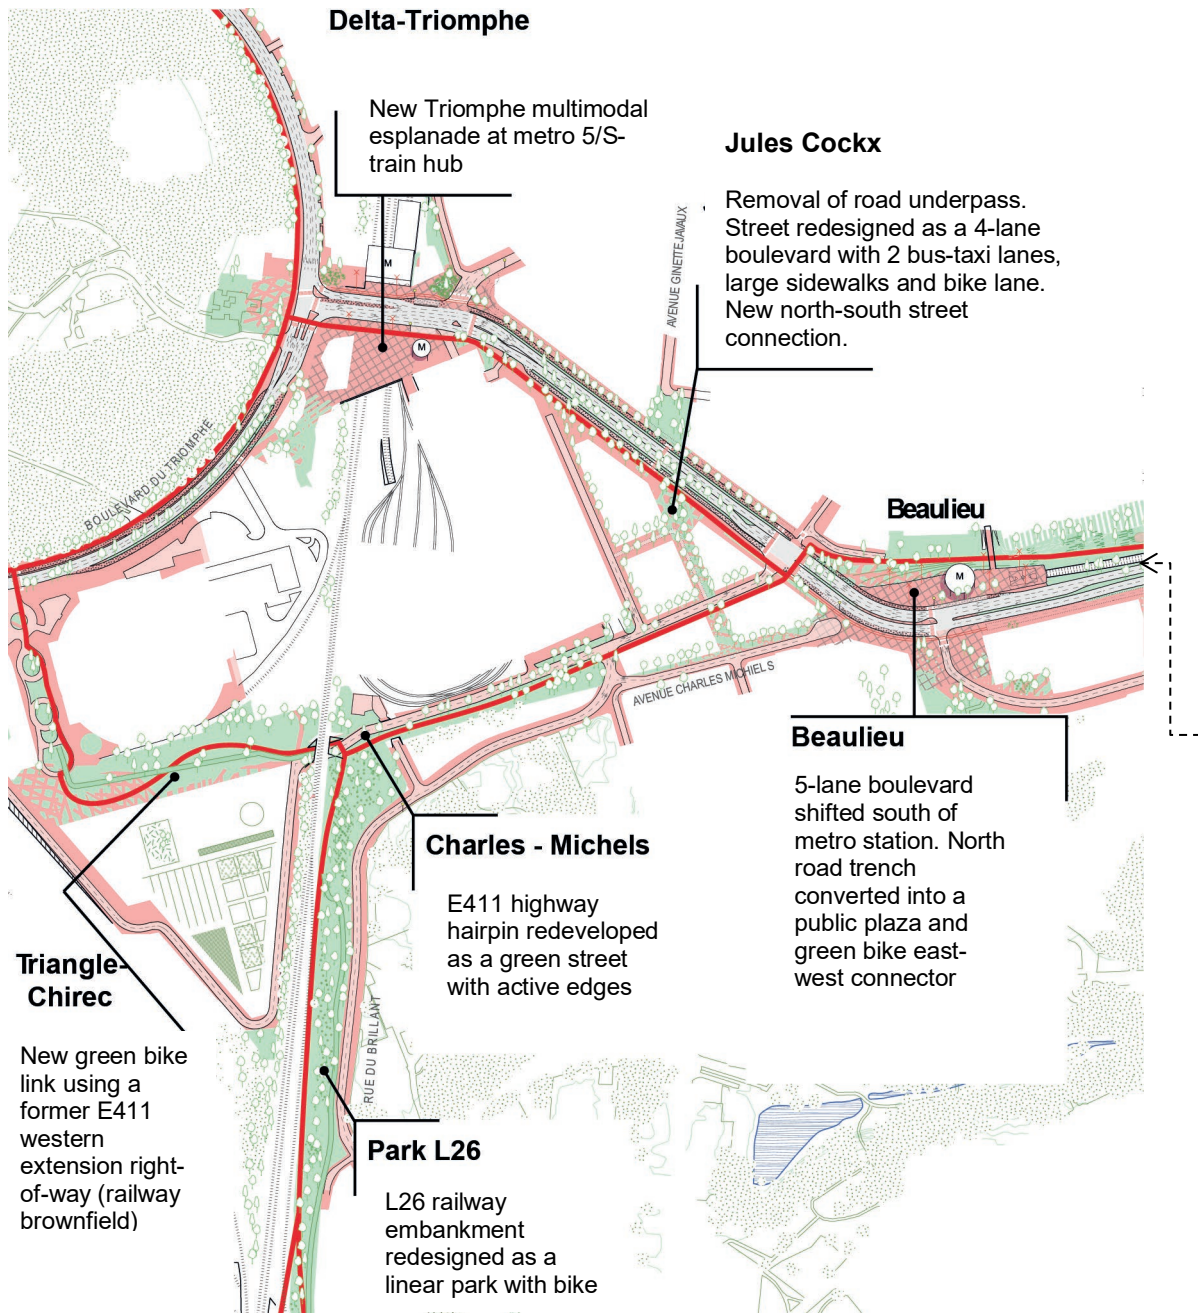 Delta-Triomphe
New Triomphe multimodal
esplanade at metro 5/S-
train hub
Jules Cockx
Removal of road underpass.
Street redesigned as a 4-lane
boulevard with 2 bus-taxi lanes,
large sidewalks and bike lane.
New north-south street
connection.
AVENUE GINETTE JAVAUX
M
M
BOULEVARD DU TRIOMPHE
Beaulieu
M
AVENUE CHARLES MICHIELS
Beaulieu
5-lane boulevard
shifted south of
metro station. North
road trench
converted into a
public plaza and
green bike east-
west connector
Charles - Michels
E411 highway
hairpin redeveloped
as a green street
with active edges
Triangle-
Chirec
New green bike
link using a
former E411
western
extension right-
of-way (railway
brownfield)
RUE DU BRILLANT
Park L26
L26 railway
embankment
redesigned as a
linear park with bike